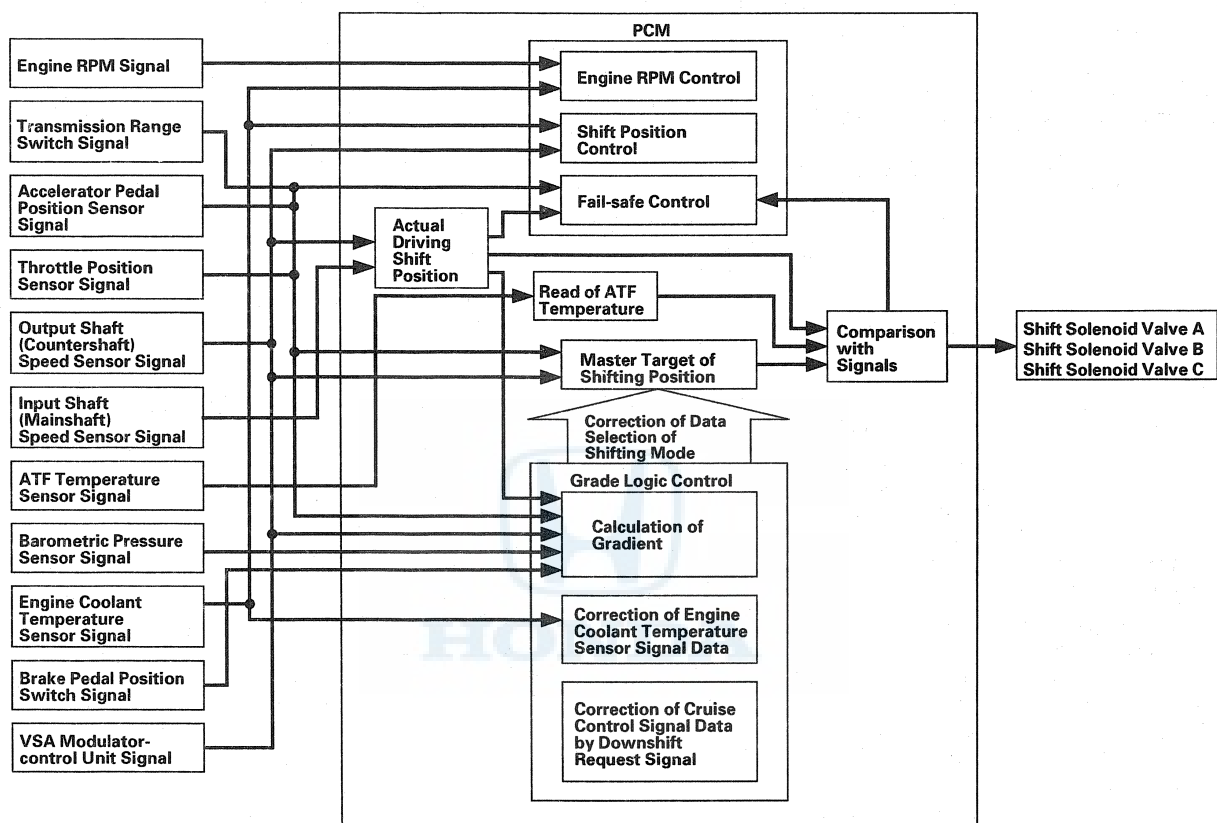 PCM
Engine RPM Signal
Transmission Range
Switch Signal
Accelerator Pedal
Position Sensor
Signal
Throttle Position
Sensor Signal
Output Shaft
(Countershaft)
Speed Sensor Signal
Input Shaft
(Mainshaft)
Speed Sensor Signal
ATF Temperature
Sensor Signal
Barometric Pressure
Sensor Signal
Engine Coolant
Temperature
Sensor Signal
Brake Pedal Position
Switch Signal
VSA Modulator-
control Unit Signal
Engine RPM Control
Shift Position
Control
Fail-safe Control
Actual
Driving
Shift
Position
Read of ATF
Temperature
Master Target of
Shifting Position
Correction of Data
Selection of
Shifting Mode
Grade Logic Control
Calculation of
Gradient
Correction of Engine
Coolant Temperature
Sensor Signal Data
Correction of Cruise
Control Signal Data
by Downshift
Request Signal
Comparison
with
Signals
Shift Solenoid Valve A
Shift Solenoid Valve B
Shift Solenoid Valve C
HONDA